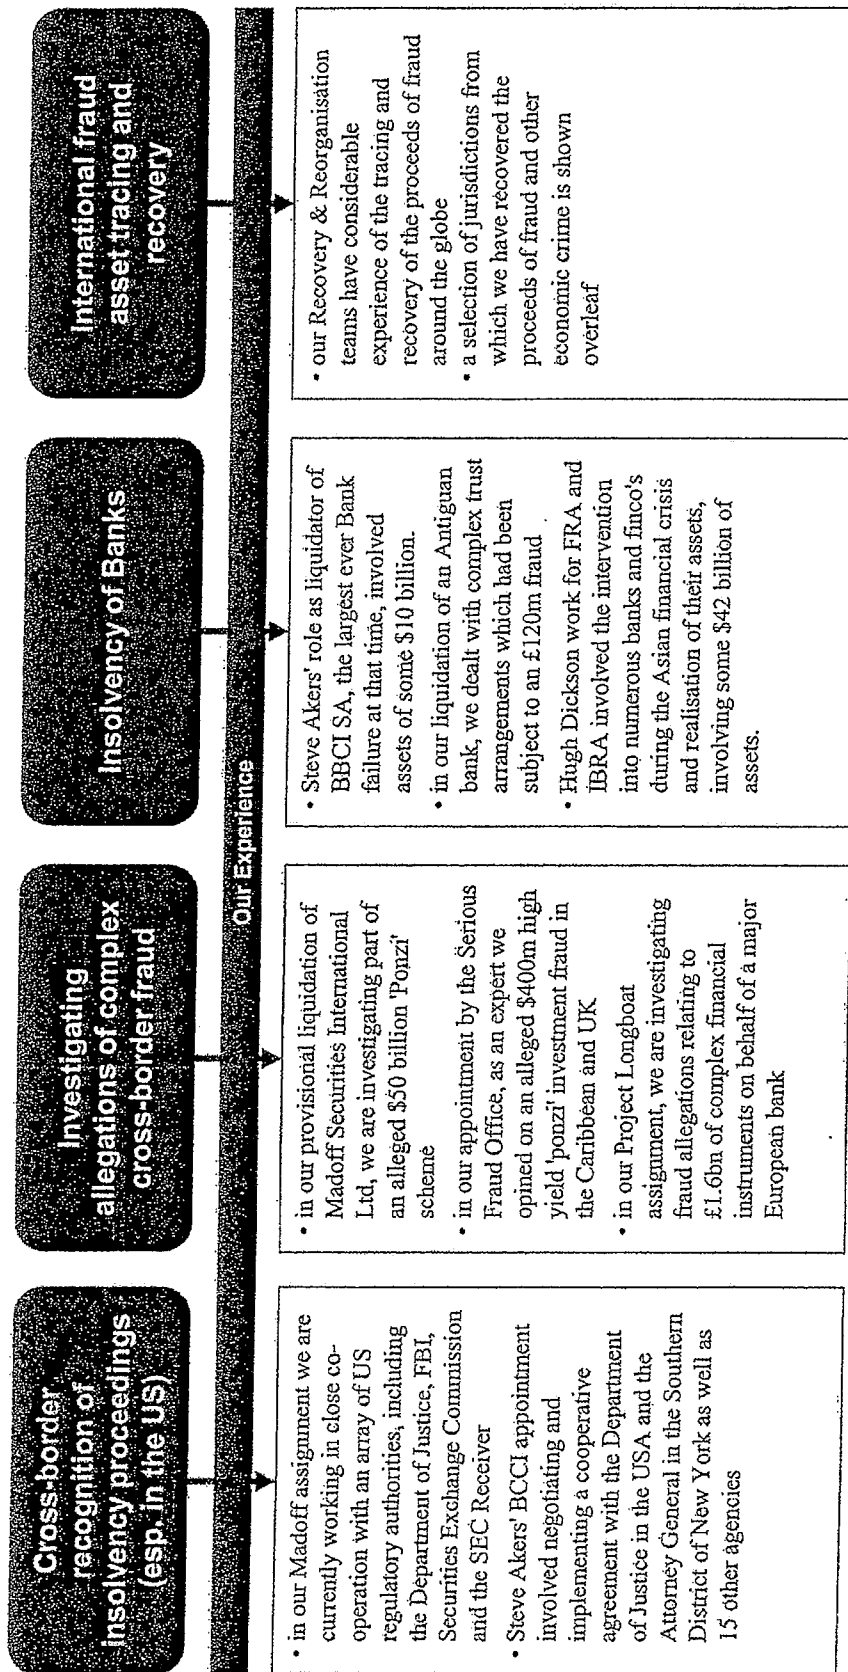 Cross-border
recognition of
insolvency proceedings
(esp. in the US)
Investigating
allegations of complex
cross-border fraud
Insolvency of Banks
International fraud
asset tracing and
recovery
Our Experience
• in our Madoff assignment we are
currently working in close co-
operation with an array of US
regulatory authorities, including
the Department of Justice, FBI,
Securities Exchange Commission
and the SEC Receiver
• Steve Akers' BCCI appointment
involved negotiating and
implementing a cooperative
agreement with the Department
of Justice in the USA and the
Attorney General in the Southern
District of New York as well as
15 other agencies
• in our provisional liquidation of
Madoff Securities International
Ltd, we are investigating part of
an alleged $50 billion 'Ponzi'
scheme
• in our appointment by the Serious
Fraud Office, as an expert we
opined on an alleged $400m high
yield 'ponzi' investment fraud in
the Caribbean and UK
• in our Project Longboat
assignment, we are investigating
fraud allegations relating to
£1.6bn of complex financial
instruments on behalf of a major
European bank
• Steve Akers' role as liquidator of
BBCI SA, the largest ever Bank
failure at that time, involved
assets of some $10 billion.
• in our liquidation of an Antiguan
bank, we dealt with complex trust
arrangements which had been
subject to an £120m fraud
• Hugh Dickson work for FRA and
IBRA involved the intervention
into numerous banks and finco's
during the Asian financial crisis
and realisation of their assets,
involving some $42 billion of
assets.
• our Recovery & Reorganisation
teams have considerable
experience of the tracing and
recovery of the proceeds of fraud
around the globe
• a selection of jurisdictions from
which we have recovered the
proceeds of fraud and other
economic crime is shown
overleaf